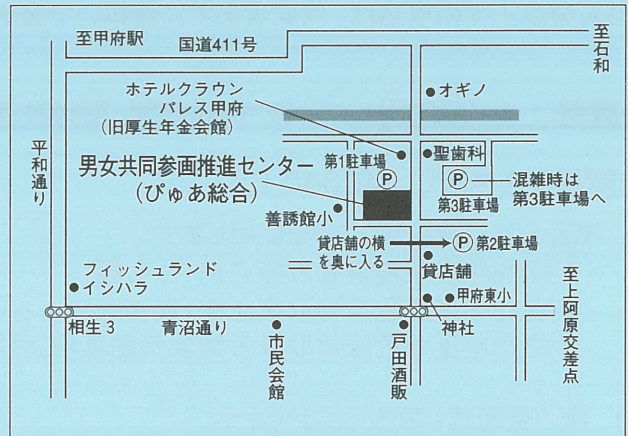 至甲府駅
国道411号
至石和
ホテルクラウン
パレス甲府
(旧厚生年金会館)
オギノ
平和通り
男女共同参画推進センター
(ぴゅあ総合)
第1駐車場
P
聖歯科
P
第3駐車場
混雑時は
第3駐車場へ
善誘館小
貸店舗の横
を奥に入る
P 第2駐車場
貸店舗
フィッシュランド
イシハラ
甲府東小
神社
至上阿原交差点
相生3
青沼通り
市民会館
戸田酒販